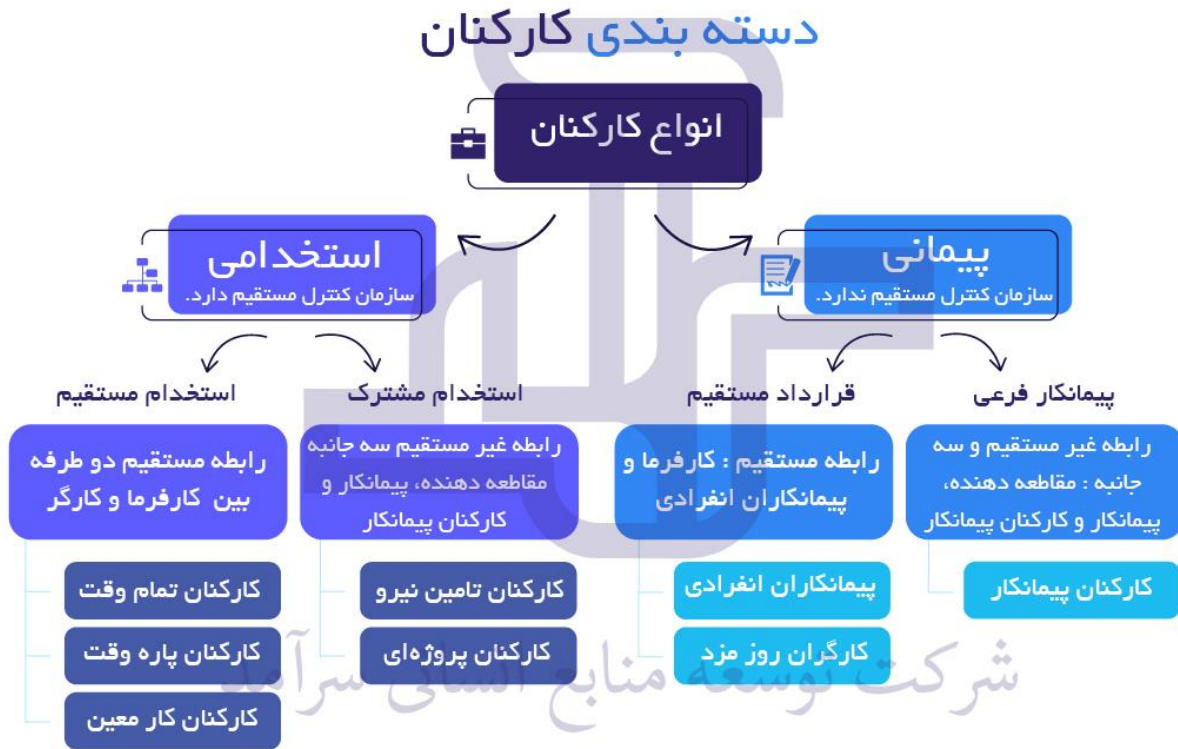 دسته بندی کارکنان
انواع کارکنان
پیمانی
سازمان کنترل مستقیم ندارد.
استخدامی
سازمان کنترل مستقیم دارد.
پیمانکار فرعی
رابطه غیر مستقیم و سه
جانبه : مقاطعه دهنده،
پیمانکار و کارکنان پیمانکار
کارکنان پیمانکار
قرارداد مستقیم
رابطه مستقیم : کارفرما و
پیمانکاران انفرادی
پیمانکاران انفرادی
کارگران روز مزد
استخدام مشترک
رابطه غیر مستقیم سه جانبه
مقاطعه دهنده، پیمانکار و
کارکنان پیمانکار
کارکنان تامین نیرو
کارکنان پروژه‌ای
استخدام مستقیم
رابطه مستقیم دو طرفه
بین کارفرما و کارگر
کارکنان تمام وقت
کارکنان پاره وقت
کارکنان کار معین
شرکت توسعه منابع انسانی سرآمد